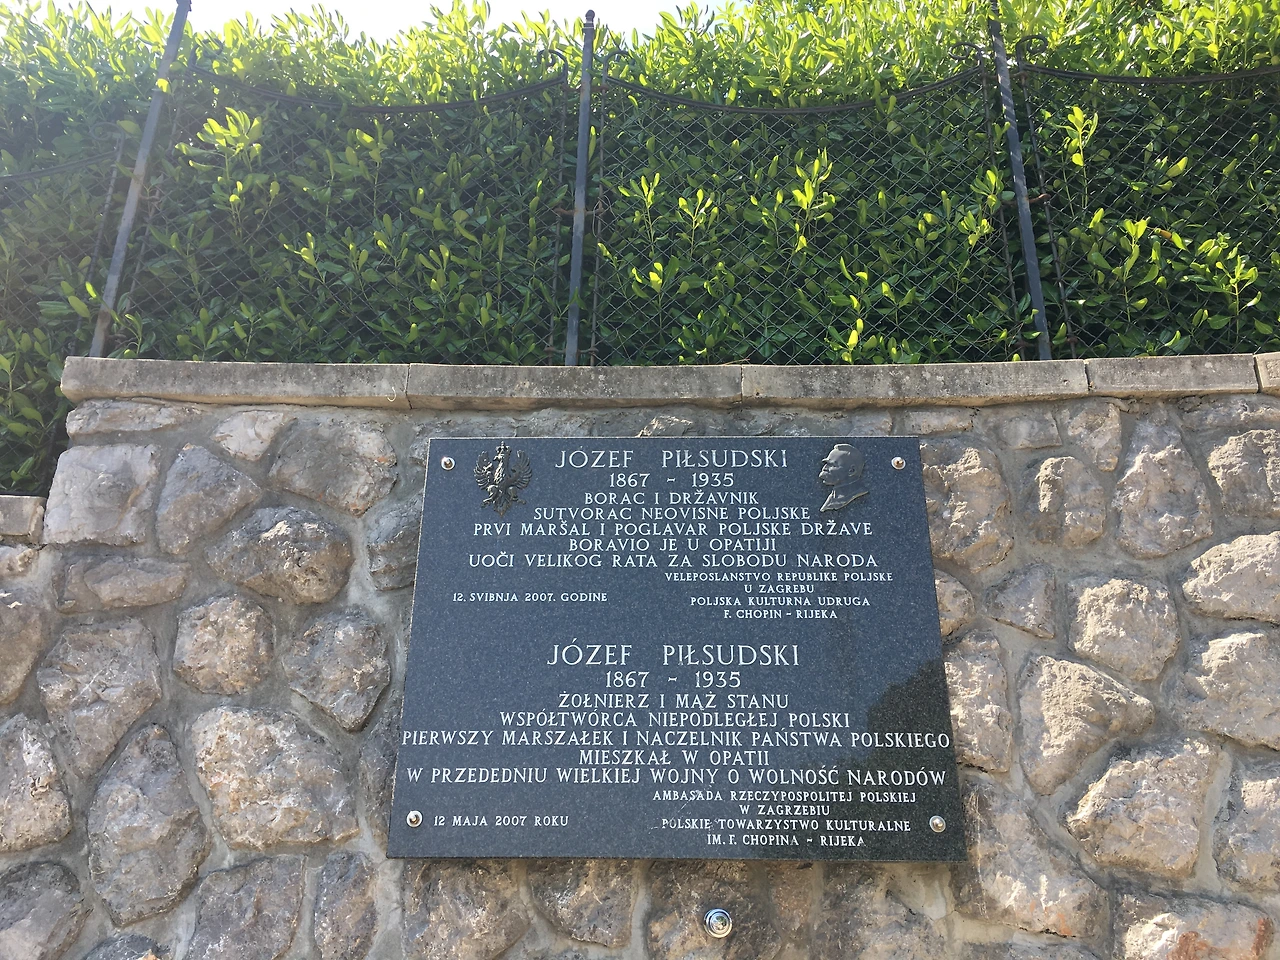 JÓZEF PIŁSUDSKI
1867 - 1935
BORAC I DRŽAVNIK
SUTVORAC NEOVISNE POLJSKE
PRVI MARŠAL I POGLAVAR POLJSKE DRŽAVE
BORAVIO JE U OPATIJI
UOČI VELIKOG RATA ZA SLOBODU NARODA
VELEPOSLANSTVO REPUBLIKE POLJSKE
U ZAGREBU
12. SVIBNJA 2007. GODINE
POLJSKA KULTURNA UDRUGA
F. CHOPIN - RIJEKA
JÓZEF PIŁSUDSKI
1867 - 1935
ŻOŁNIERZ I MĄŻ STANU
WSPÓŁTWÓRCA NIEPODLEGŁEJ POLSKI
PIERWSZY MARSZAŁEK I NACZELNIK PAŃSTWA POLSKIEGO
MIESZKAŁ W OPATII
W PRZEDEDNIU WIELKIEJ WOJNY O WOLNOŚĆ NARODÓW
AMBASADA RZECZYPOSPOLITEJ POLSKIEJ
W ZAGRZEBIU
12 MAJA 2007 ROKU
POLSKIE TOWARZYSTWO KULTURALNE
IM. F. CHOPINA - RIJEKA